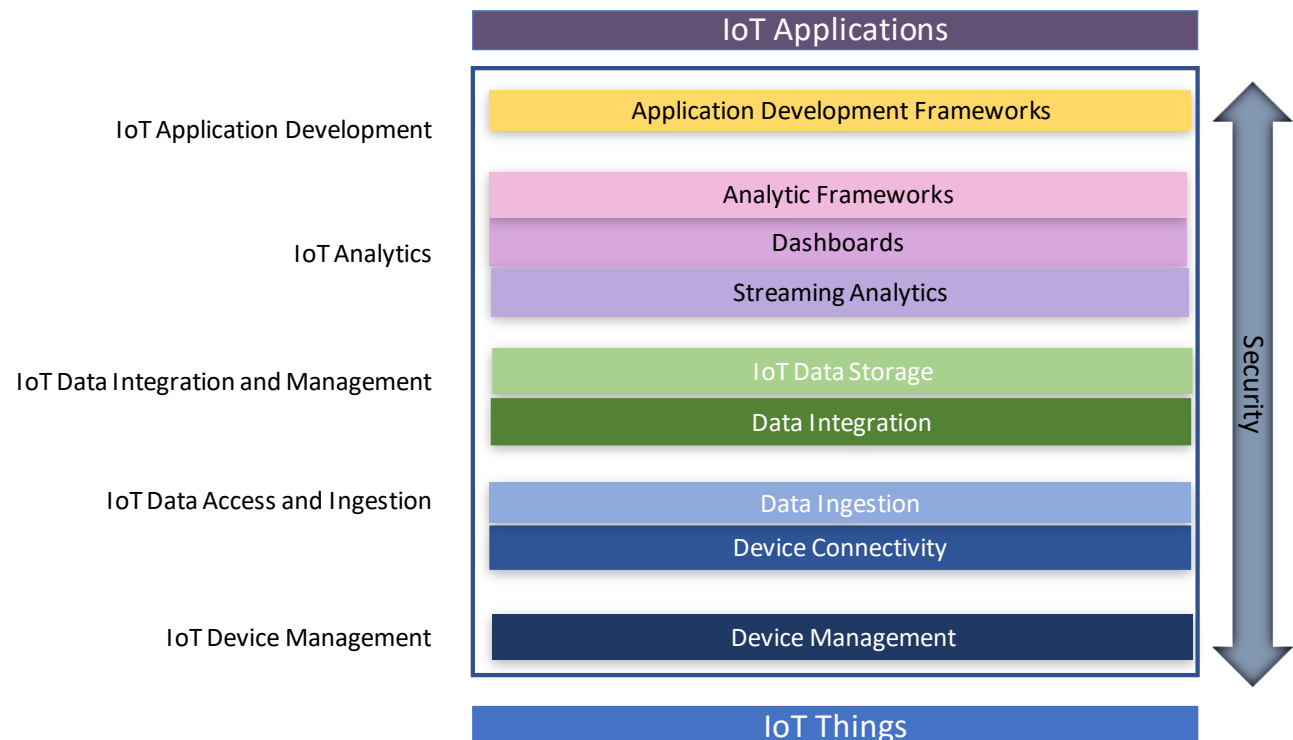 IoT Applications
Application Development Frameworks
IoT Application Development
Analytic Frameworks
Dashboards
IoT Analytics
Streaming Analytics
IoT Data Storage
IoT Data Integration and Management
Data Integration
IoT Data Access and Ingestion
Data Ingestion
Device Connectivity
IoT Device Management
Device Management
Security
IoT Things